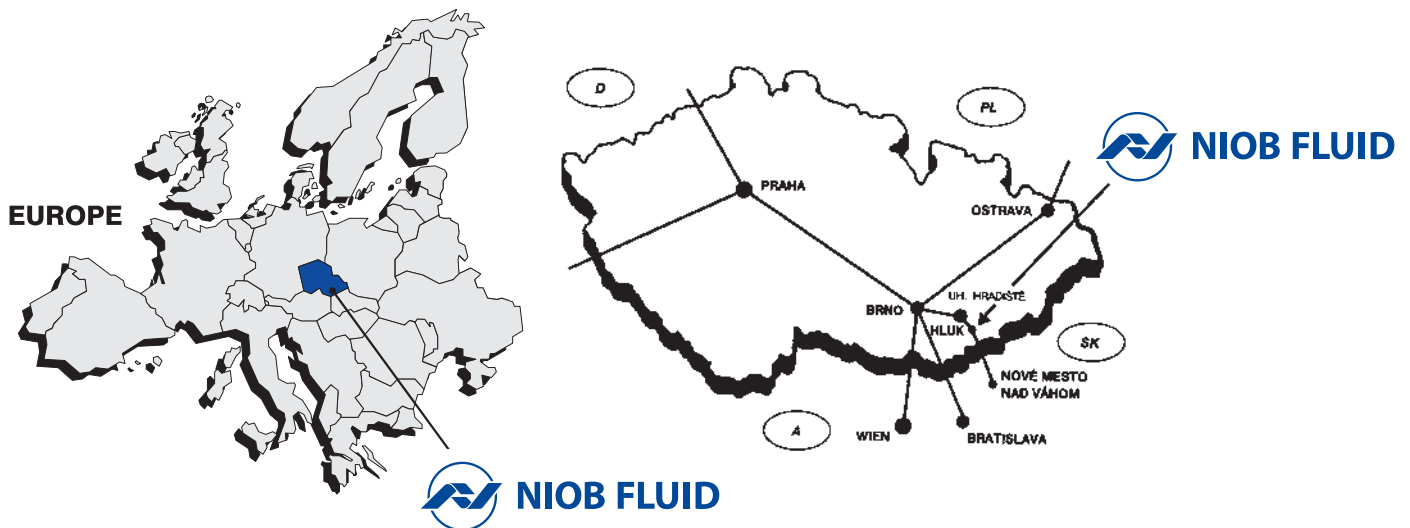 EUROPE
NIOB FLUID
D
PL
NIOB FLUID
PRAHA
OSTRAVA
UH. HRADIŠTĚ
BRNO
HLUK
SK
NOVÉ MESTO
NAD VÁHOM
A
WIEN
BRATISLAVA